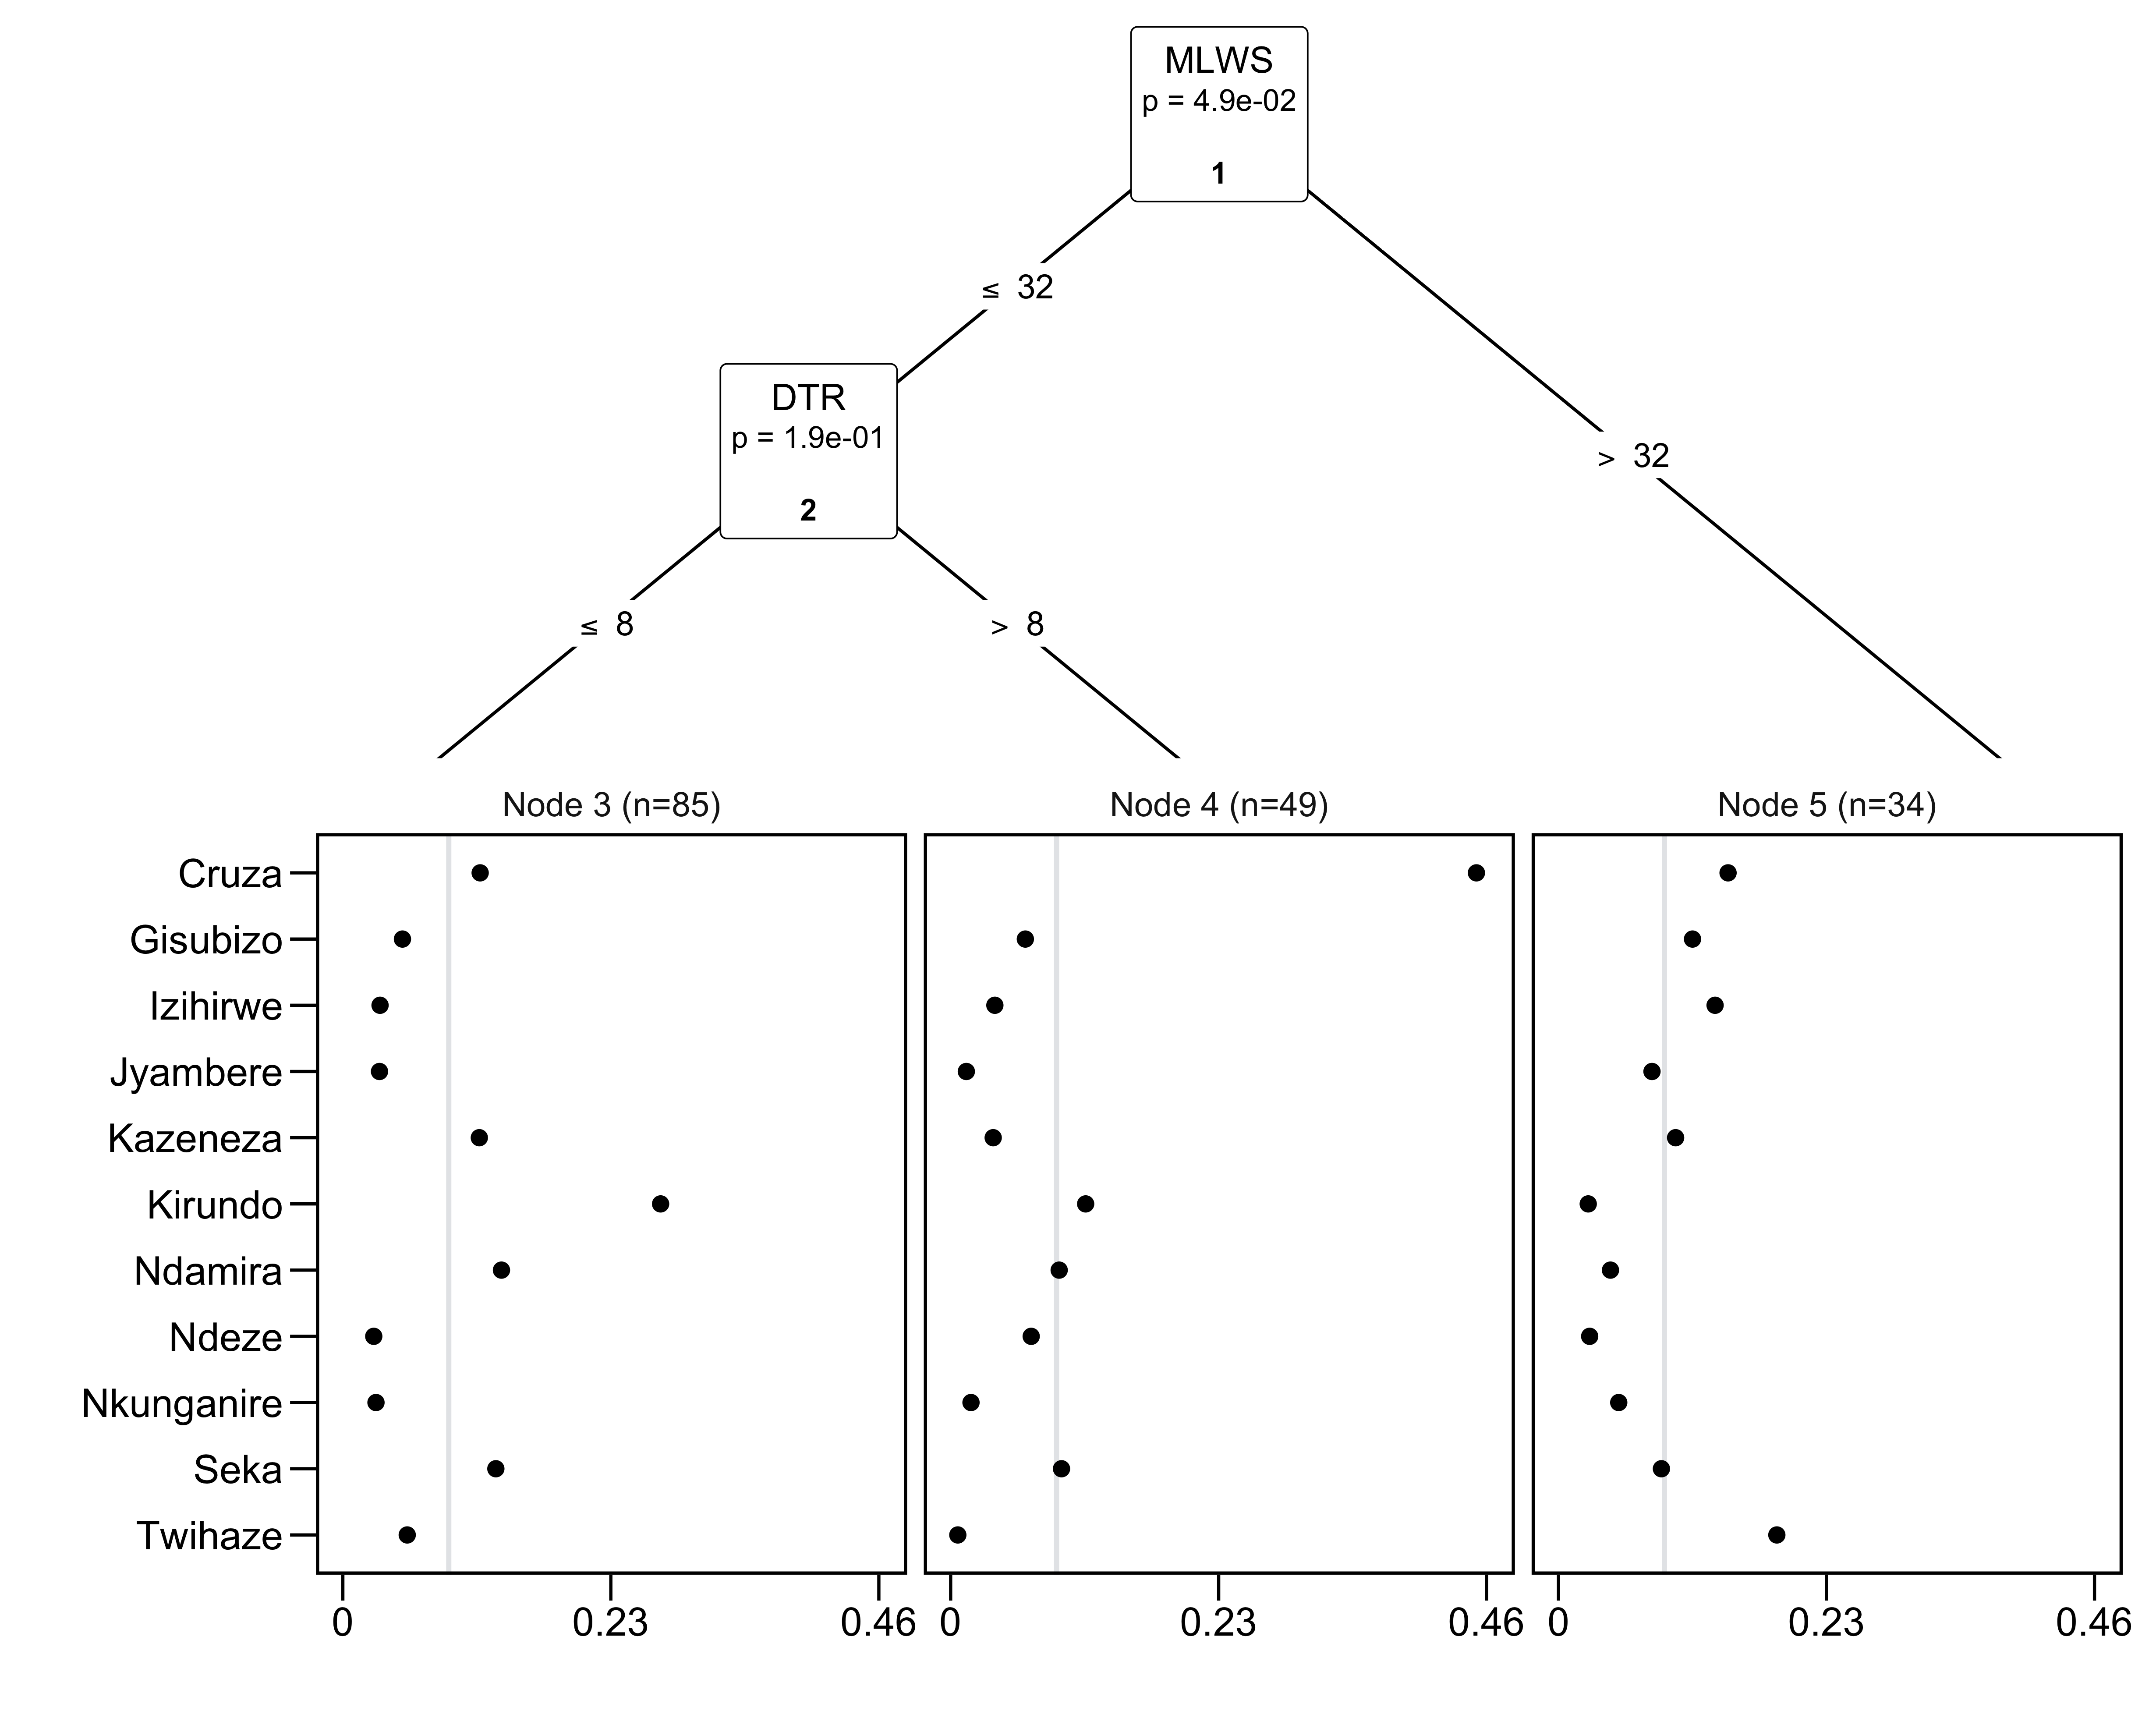 MLWS
p = 4.9e-02
1
≤ 32
> 32
DTR
p = 1.9e-01
2
≤ 8
> 8
Node 3 (n=85)
Node 4 (n=49)
Node 5 (n=34)
Cruza
Gisubizo
Izihirwe
Jyambere
Kazeneza
Kirundo
Ndamira
Ndeze
Nkunganire
Seka
Twihaze
0 0.23 0.46
0 0.23 0.46
0 0.23 0.46